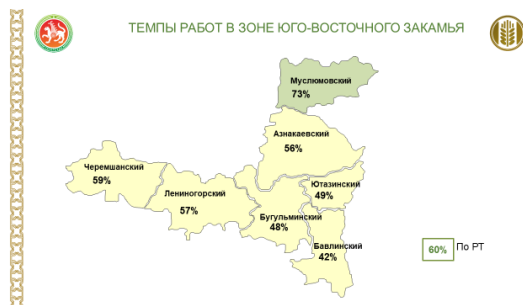 ТЕМПЫ РАБОТ В ЗОНЕ ЮГО-ВОСТОЧНОГО ЗАКАМЬЯ
Муслюмовский
73%
Азнакаевский
56%
Черемшанский
59%
Лениногорский
57%
Ютазинский
49%
Бугульминский
48%
Бавлинский
42%
60% По РТ